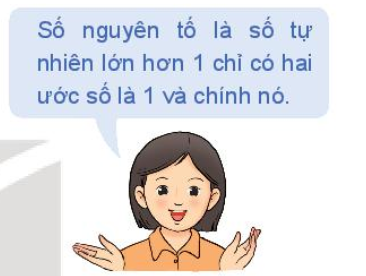 Số nguyên tố là số tự
nhiên lớn hơn 1 chỉ có hai
ước số là 1 và chính nó.